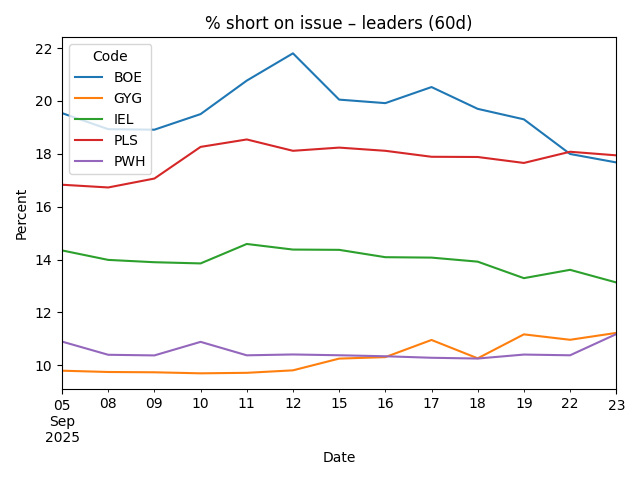 % short on issue – leaders (60d)
Code
BOE
GYG
IEL
PLS
PWH
Percent
22
20
18
16
14
12
10
05 08 09 10 11 12 15 16 17 18 19 22 23
Sep
2025
Date